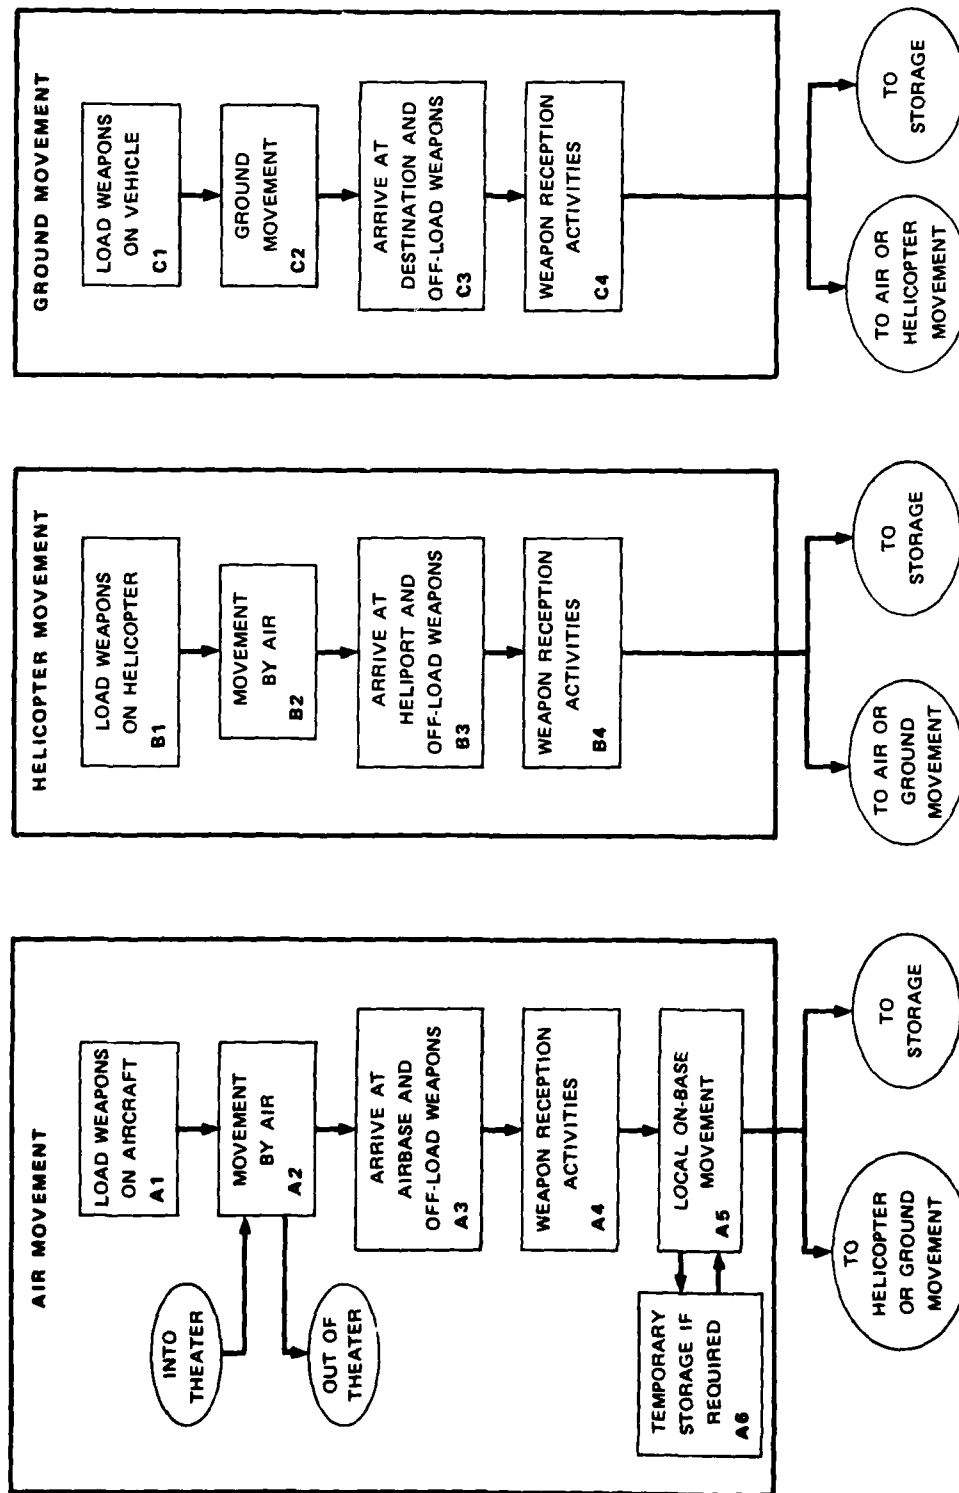 AIR MOVEMENT
LOAD WEAPONS
ON AIRCRAFT
A1
INTO
THEATER
MOVEMENT
BY AIR
A2
OUT OF
THEATER
ARRIVE AT
AIRBASE AND
OFF-LOAD WEAPONS
A3
WEAPON RECEPTION
ACTIVITIES
A4
LOCAL ON-BASE
MOVEMENT
A5
TEMPORARY
STORAGE IF
REQUIRED
A6
TO
HELICOPTER
OR GROUND
MOVEMENT
TO
STORAGE
HELICOPTER MOVEMENT
LOAD WEAPONS
ON HELICOPTER
B1
MOVEMENT
BY AIR
B2
ARRIVE AT
HELIPORT AND
OFF-LOAD WEAPONS
B3
WEAPON RECEPTION
ACTIVITIES
B4
TO AIR OR
GROUND
MOVEMENT
TO
STORAGE
GROUND MOVEMENT
LOAD WEAPONS
ON VEHICLE
C1
GROUND
MOVEMENT
C2
ARRIVE AT
DESTINATION AND
OFF-LOAD WEAPONS
C3
WEAPON RECEPTION
ACTIVITIES
C4
TO AIR OR
HELICOPTER
MOVEMENT
TO
STORAGE